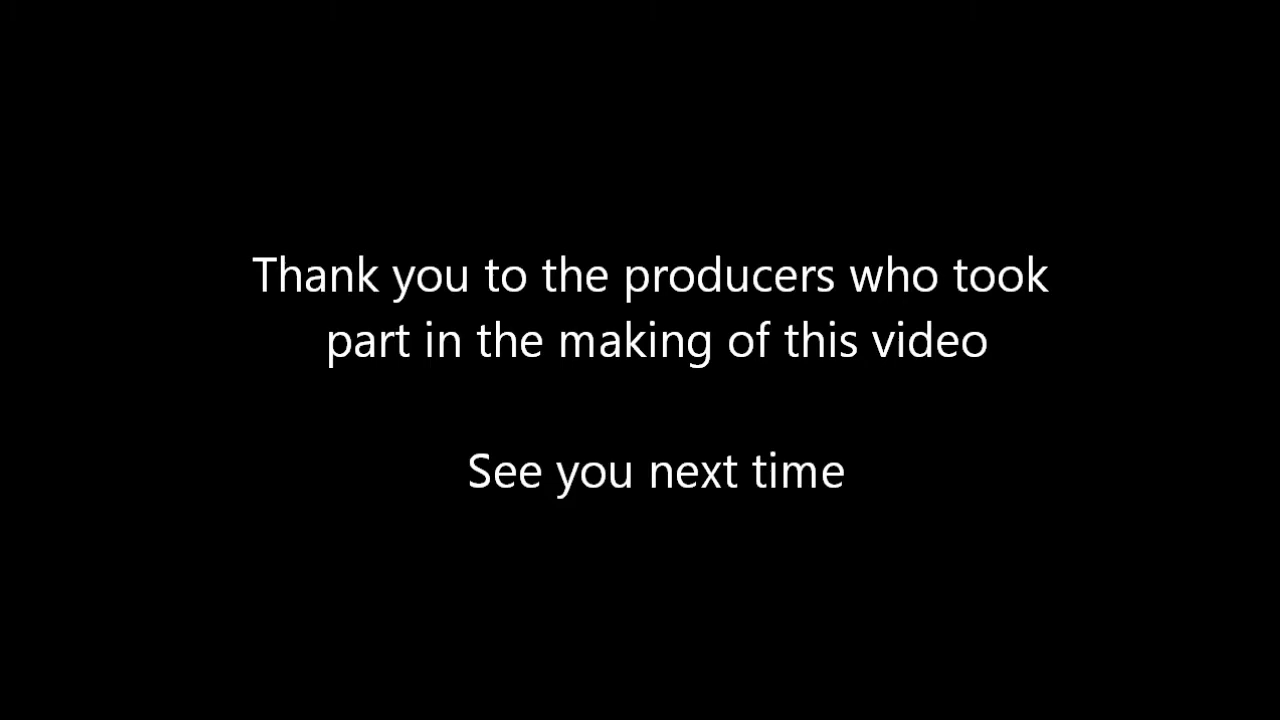 Thank you to the producers who took
part in the making of this video
See you next time